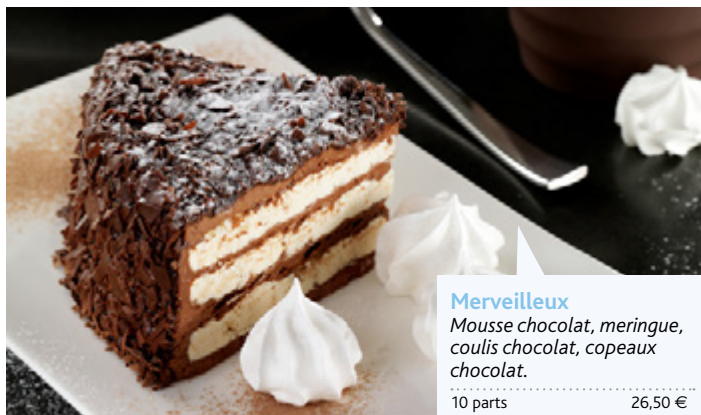 Merveilleux
Mousse chocolat, meringue,
coulis chocolat, copeaux
chocolat.
10 parts 26,50 €